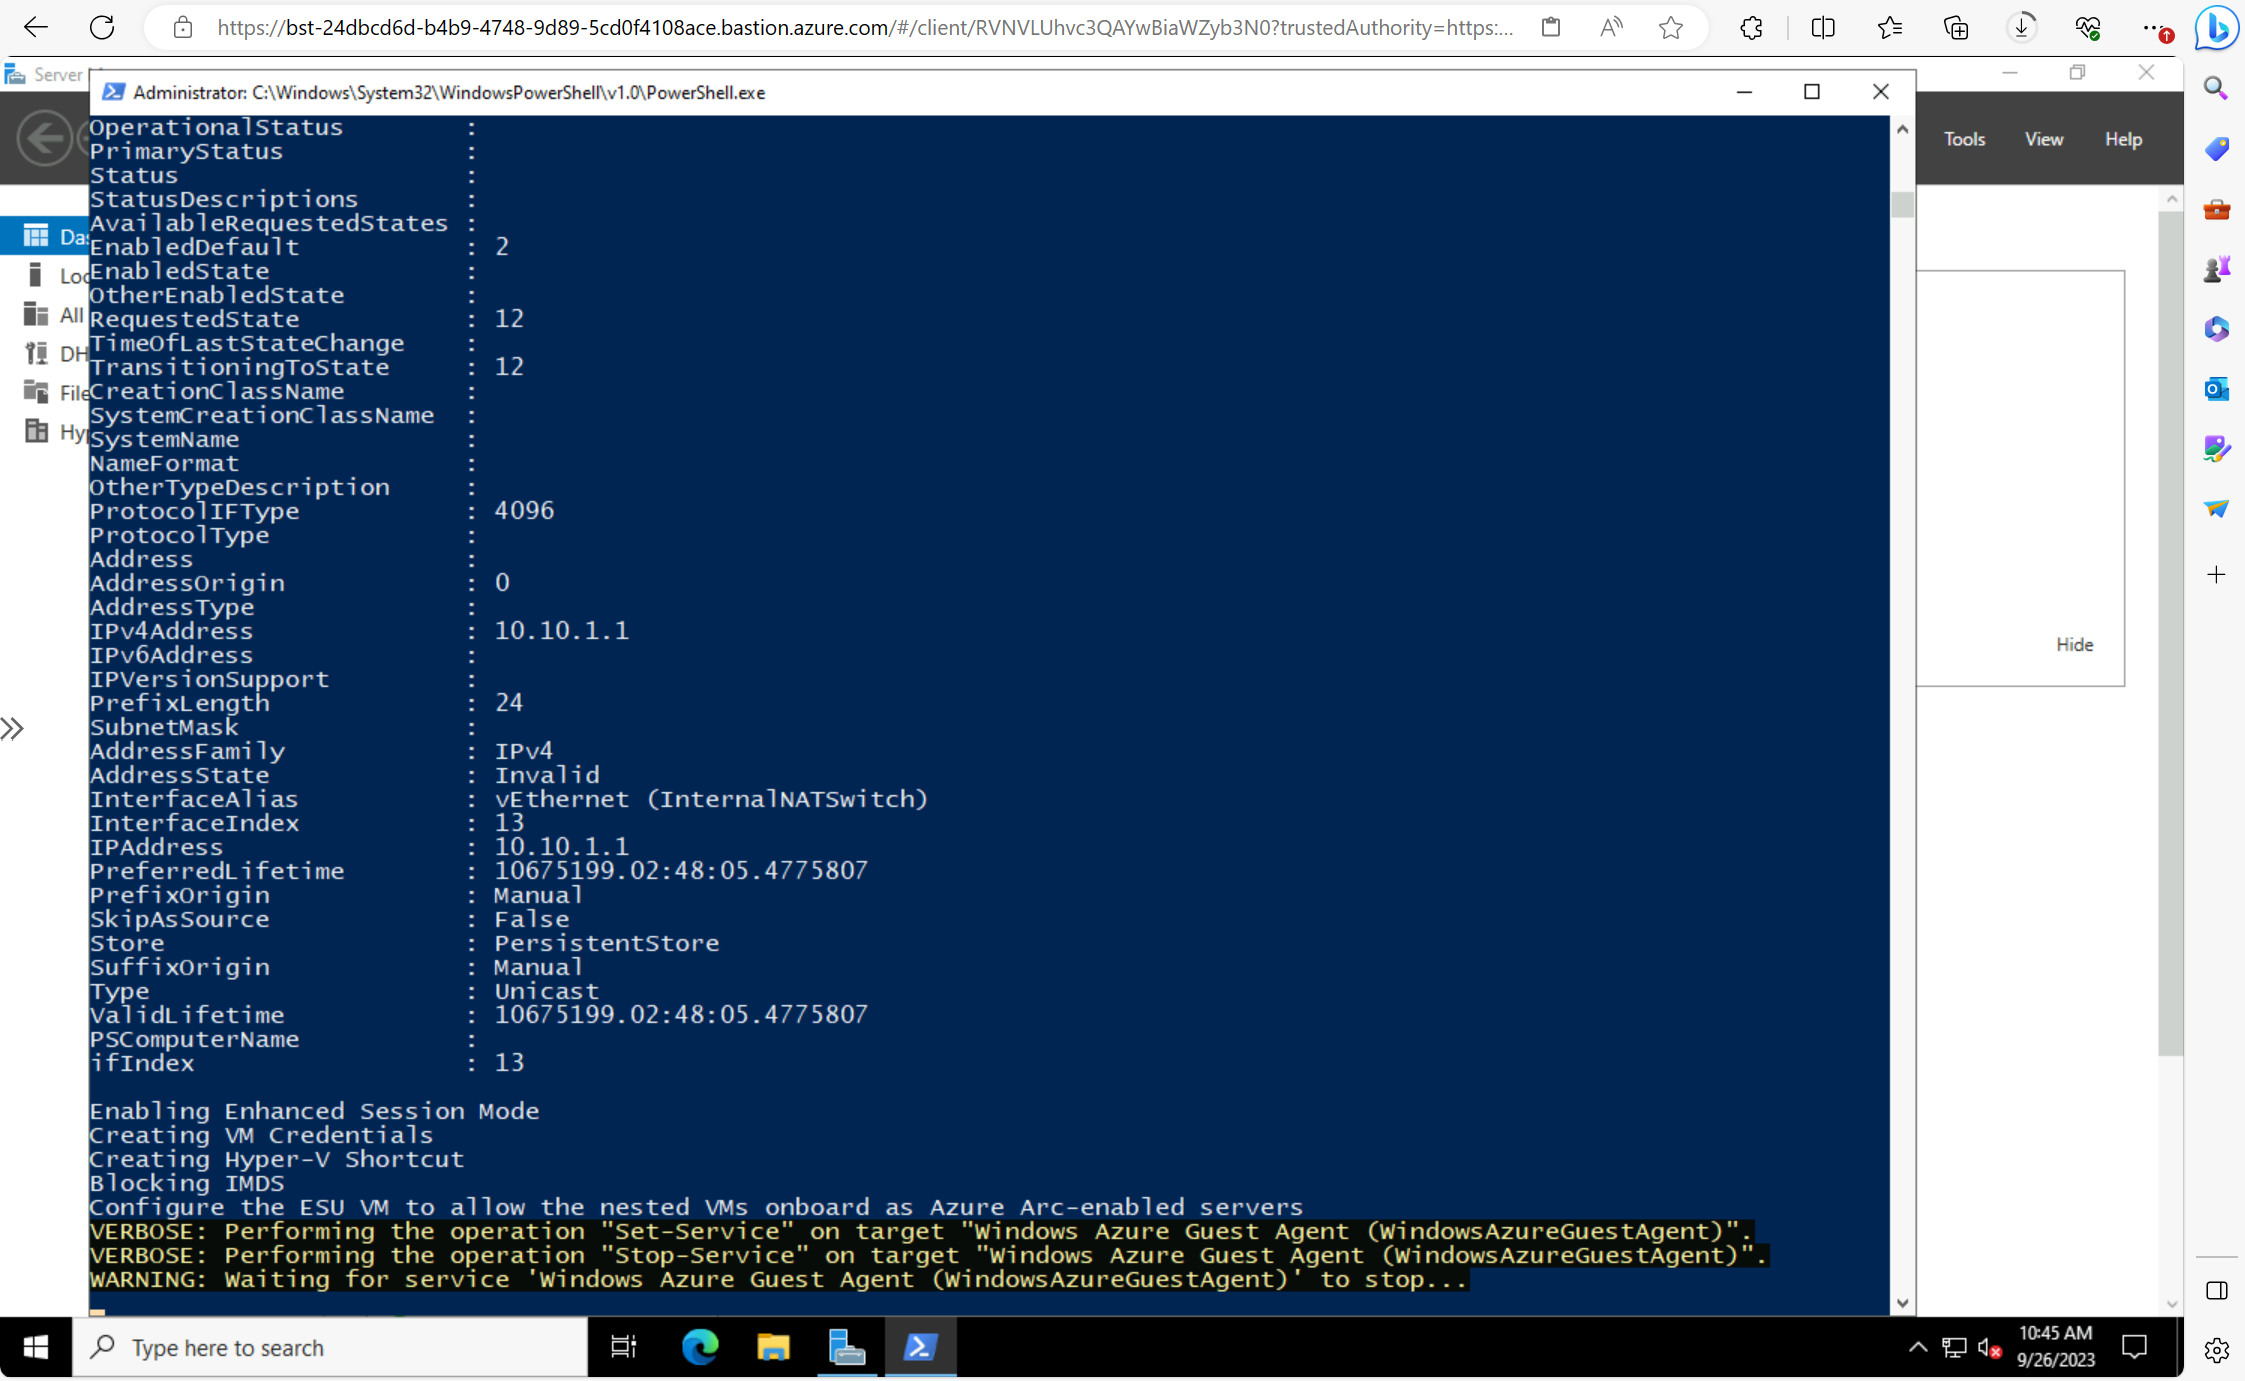 https://bst-24dbcd6d-b4b9-4748-9d89-5cd0f4108ace.bastion.azure.com/#/client/RVNVLUhvc3QAYwBiaWZyb3N0?trustedAuthority=https:...
Server
Administrator: C:\Windows\System32\WindowsPowerShell\v1.0\PowerShell.exe
Tools View Help
Das
Loc
All
DH
File
Hyp
OperationalStatus :
PrimaryStatus :
Status :
StatusDescriptions :
AvailableRequestedStates :
EnabledDefault : 2
EnabledState :
OtherEnabledState :
RequestedState : 12
TimeOfLastStateChange :
TransitioningToState : 12
CreationClassName :
SystemCreationClassName :
SystemName :
NameFormat :
OtherTypeDescription :
ProtocolIFType : 4096
ProtocolType :
Address :
AddressOrigin : 0
AddressType :
IPv4Address : 10.10.1.1
IPv6Address :
IPVersionSupport :
PrefixLength : 24
SubnetMask :
AddressFamily : IPv4
AddressState : Invalid
InterfaceAlias : vEthernet (InternalNATSwitch)
InterfaceIndex : 13
IPAddress : 10.10.1.1
PreferredLifetime : 10675199.02:48:05.4775807
PrefixOrigin : Manual
SkipAsSource : False
Store : PersistentStore
SuffixOrigin : Manual
Type : Unicast
ValidLifetime : 10675199.02:48:05.4775807
PSComputerName :
ifIndex : 13
Enabling Enhanced Session Mode
Creating VM Credentials
Creating Hyper-V Shortcut
Blocking IMDS
Configure the ESU VM to allow the nested VMs onboard as Azure Arc-enabled servers
VERBOSE: Performing the operation "Set-Service" on target "Windows Azure Guest Agent (WindowsAzureGuestAgent)".
VERBOSE: Performing the operation "Stop-Service" on target "Windows Azure Guest Agent (WindowsAzureGuestAgent)".
WARNING: Waiting for service 'Windows Azure Guest Agent (WindowsAzureGuestAgent)' to stop...
Hide
Type here to search
10:45 AM
9/26/2023